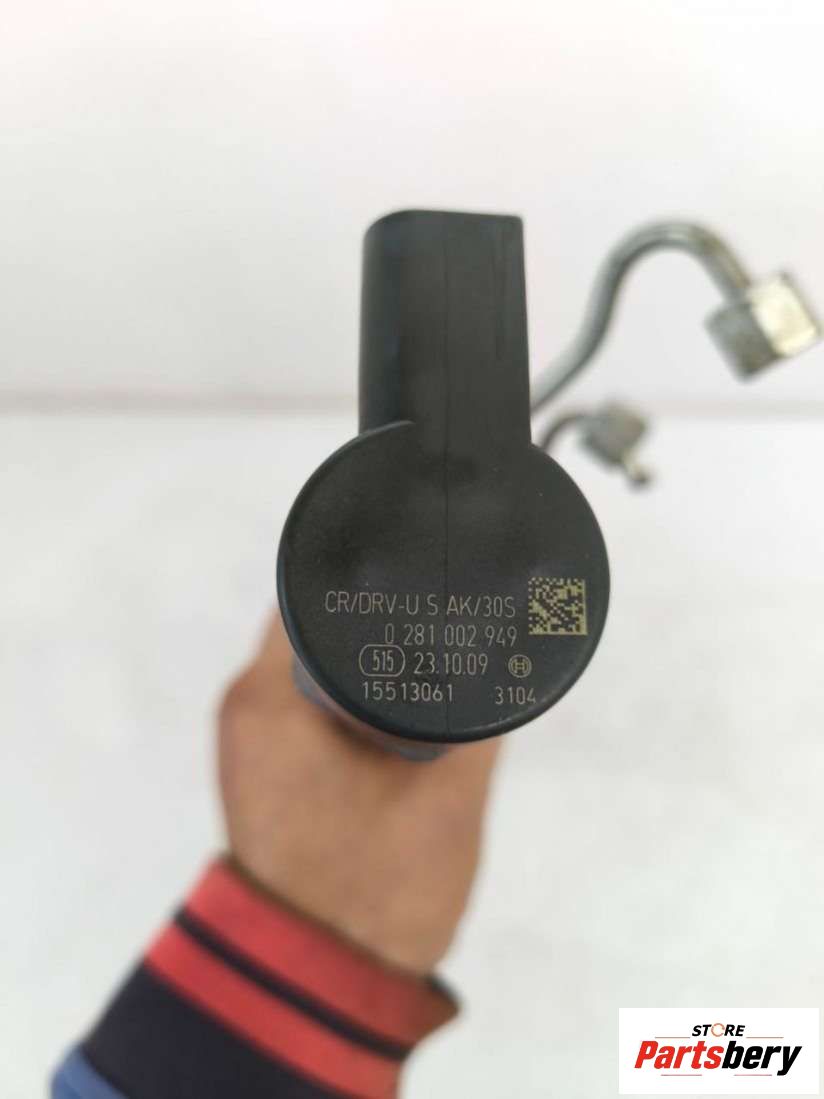 CR/DRV-U S AK/30S
0 281 002 949
515 23.10.09
15513061 3104
STORE
Partsbery